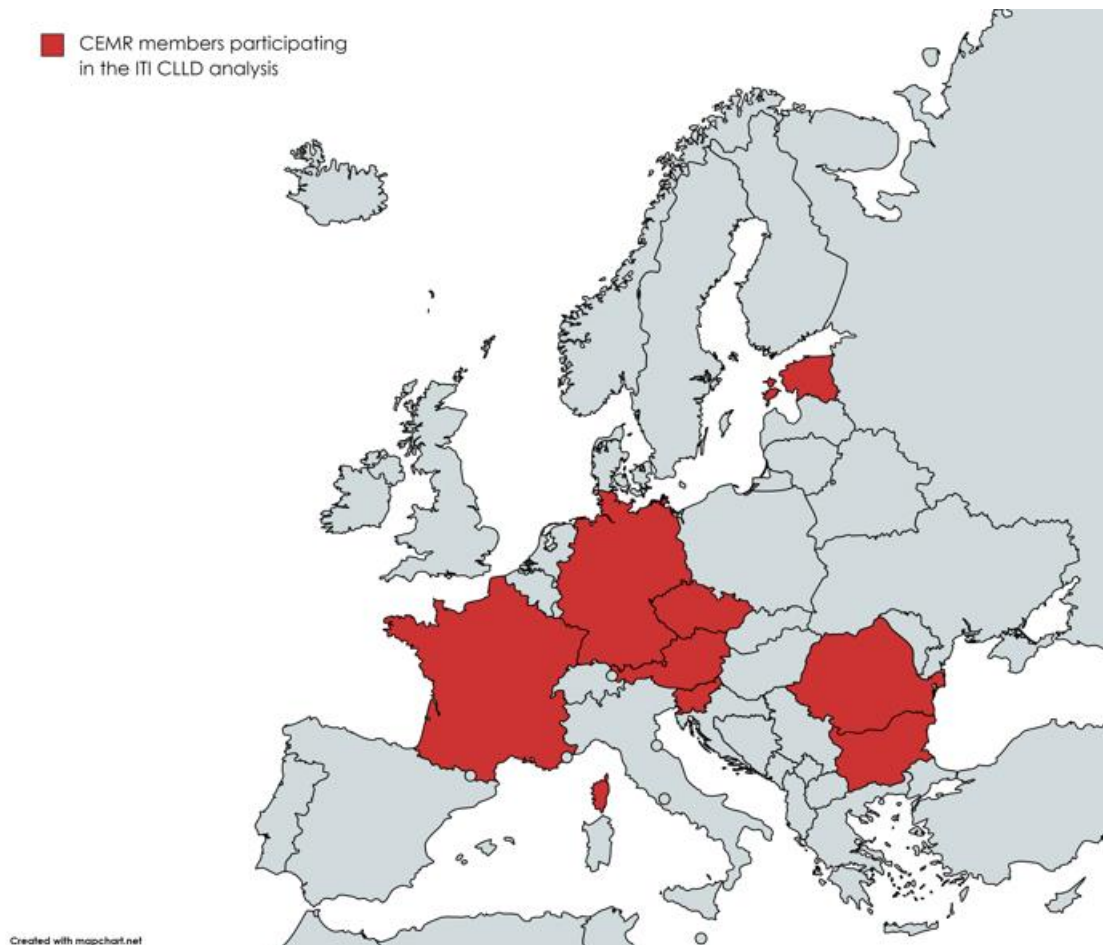 CEMR members participating
in the ITI CLLD analysis
Created with mapchart.net